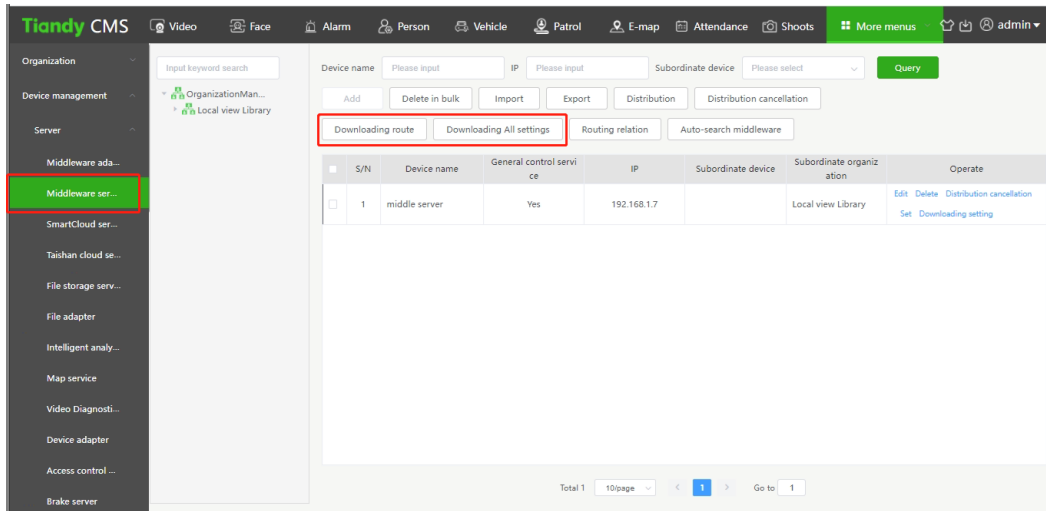 Tiandy CMS Video Face Alarm Person Vehicle Patrol E-map Attendance Shoots More menus admin
Organization
Device management
Server
Middleware ada...
Middleware ser...
SmartCloud ser...
Taishan cloud se...
File storage serv...
File adapter
Intelligent analy...
Map service
Video Diagnosti...
Device adapter
Access control ...
Brake server
Input keyword search
OrganizationMan...
Local view Library
Device name Please input IP Please input Subordinate device Please select Query
Add Delete in bulk Import Export Distribution Distribution cancellation
Downloading route Downloading All settings Routing relation Auto-search middleware
S/N Device name General control servi
ce IP Subordinate device Subordinate organiz
ation Operate
1 middle server Yes 192.168.1.7 Local view Library Edit Delete Distribution cancellation
Set Downloading setting
Total 1 10/page < 1 > Go to 1